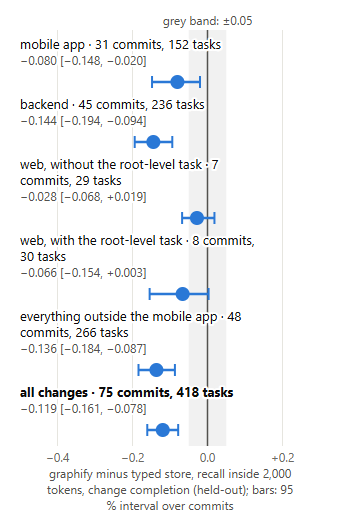 grey band: ±0.05
mobile app · 31 commits, 152 tasks
−0.080 [−0.148, −0.020]
backend · 45 commits, 236 tasks
−0.144 [−0.194, −0.094]
web, without the root-level task · 7
commits, 29 tasks
−0.028 [−0.068, +0.019]
web, with the root-level task · 8 commits,
30 tasks
−0.066 [−0.154, +0.003]
everything outside the mobile app · 48
commits, 266 tasks
−0.136 [−0.184, −0.087]
all changes · 75 commits, 418 tasks
−0.119 [−0.161, −0.078]
−0.4 −0.2 0.0 +0.2
graphify minus typed store, recall inside 2,000
tokens, change completion (held-out); bars: 95
% interval over commits